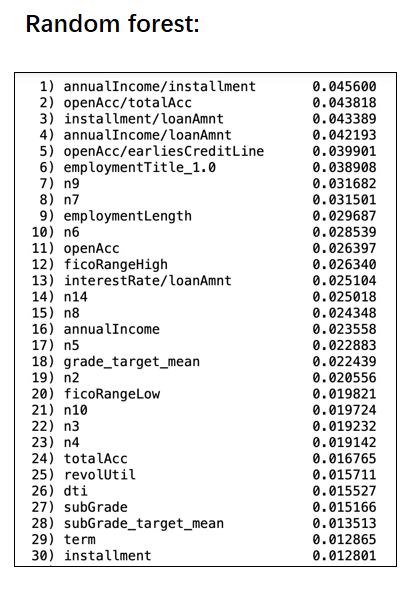 Random forest:
1) annualIncome/installment 0.045600
2) openAcc/totalAcc 0.043818
3) installment/loanAmnt 0.043389
4) annualIncome/loanAmnt 0.042193
5) openAcc/earliesCreditLine 0.039901
6) employmentTitle_1.0 0.038908
7) n9 0.031682
8) n7 0.031501
9) employmentLength 0.029687
10) n6 0.028539
11) openAcc 0.026397
12) ficoRangeHigh 0.026340
13) interestRate/loanAmnt 0.025104
14) n14 0.025018
15) n8 0.024348
16) annualIncome 0.023558
17) n5 0.022883
18) grade_target_mean 0.022439
19) n2 0.020556
20) ficoRangeLow 0.019821
21) n10 0.019724
22) n3 0.019232
23) n4 0.019142
24) totalAcc 0.016765
25) revolUtil 0.015711
26) dti 0.015527
27) subGrade 0.015166
28) subGrade_target_mean 0.013513
29) term 0.012865
30) installment 0.012801